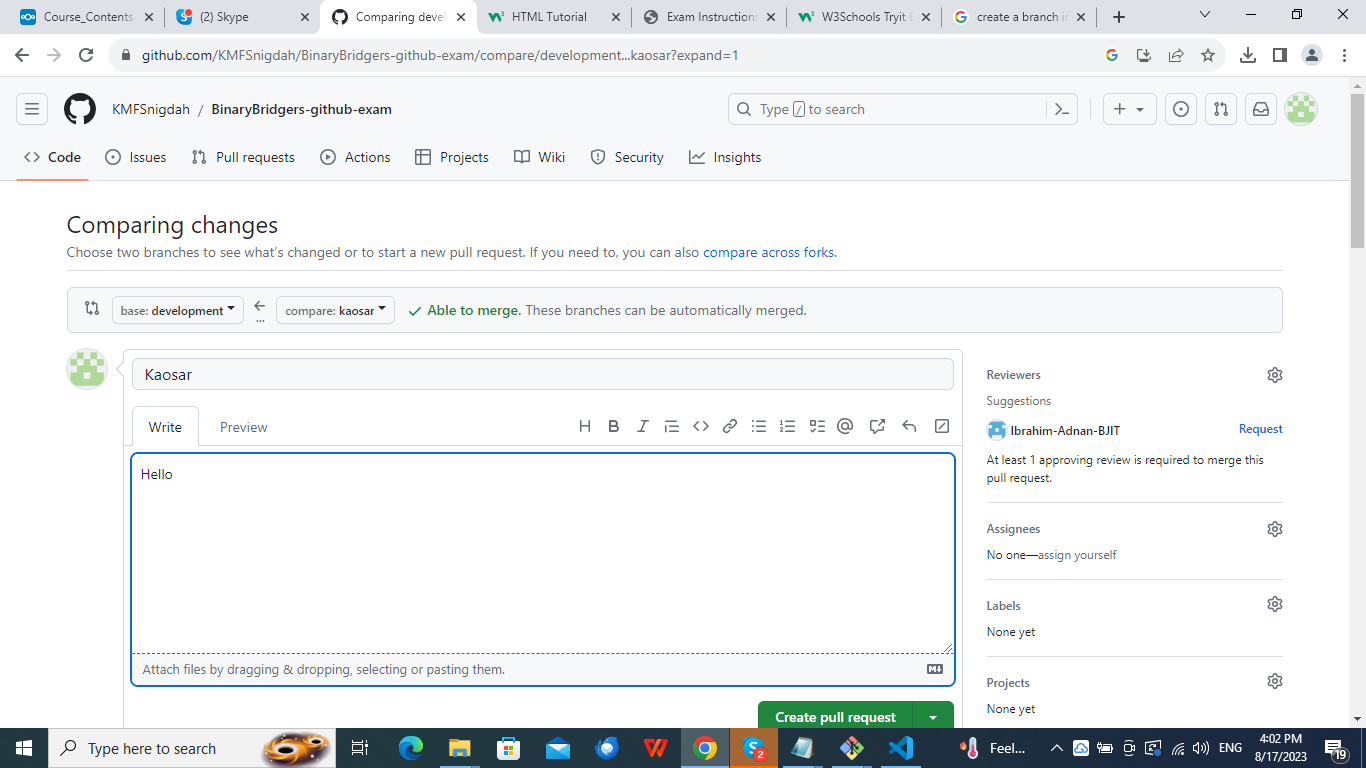 Course_Contents
(2) Skype
Comparing devel
HTML Tutorial
Exam Instructions
W3Schools Tryit E
create a branch in
github.com/KMFSnigdah/BinaryBridgers-github-exam/compare/development...kaosar?expand=1
KMFSnigdah / BinaryBridgers-github-exam
Type / to search
Code
Issues
Pull requests
Actions
Projects
Wiki
Security
Insights
Comparing changes
Choose two branches to see what's changed or to start a new pull request. If you need to, you can also compare across forks.
base: development
...
compare: kaosar
Able to merge. These branches can be automatically merged.
Kaosar
Write
Preview
Hello
Attach files by dragging & dropping, selecting or pasting them.
Create pull request
Reviewers
Suggestions
Ibrahim-Adnan-BJIT
Request
At least 1 approving review is required to merge this
pull request.
Assignees
No one—assign yourself
Labels
None yet
Projects
None yet
Type here to search
2
Feel...
ENG
4:02 PM
8/17/2023
19